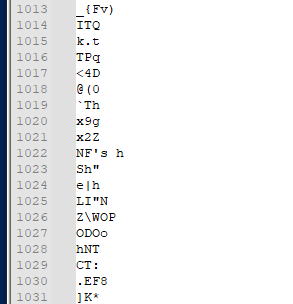 1013 _{Fv)
1014 ITQ
1015 k.t
1016 TPq
1017 <4D
1018 @(0
1019 `Th
1020 x9g
1021 x2Z
1022 NF's h
1023 Sh"
1024 e|h
1025 LI"N
1026 Z\WOP
1027 ODOo
1028 hNT
1029 CT:
1030 .EF8
1031 ]K*